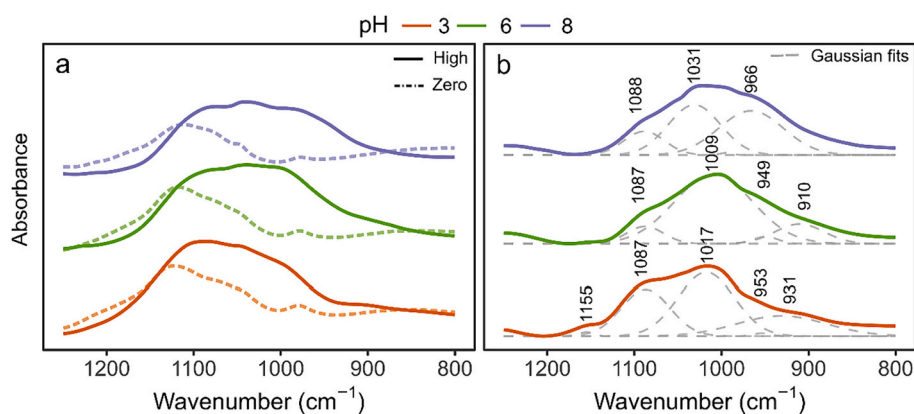 pH 3 6 8
a
High
Zero
b
Gaussian fits
1088
1031
966
1087
1009
949
910
1155
1087
1017
953
931
Absorbance
1200 1100 1000 900 800
1200 1100 1000 900 800
Wavenumber (cm⁻¹)
Wavenumber (cm⁻¹)